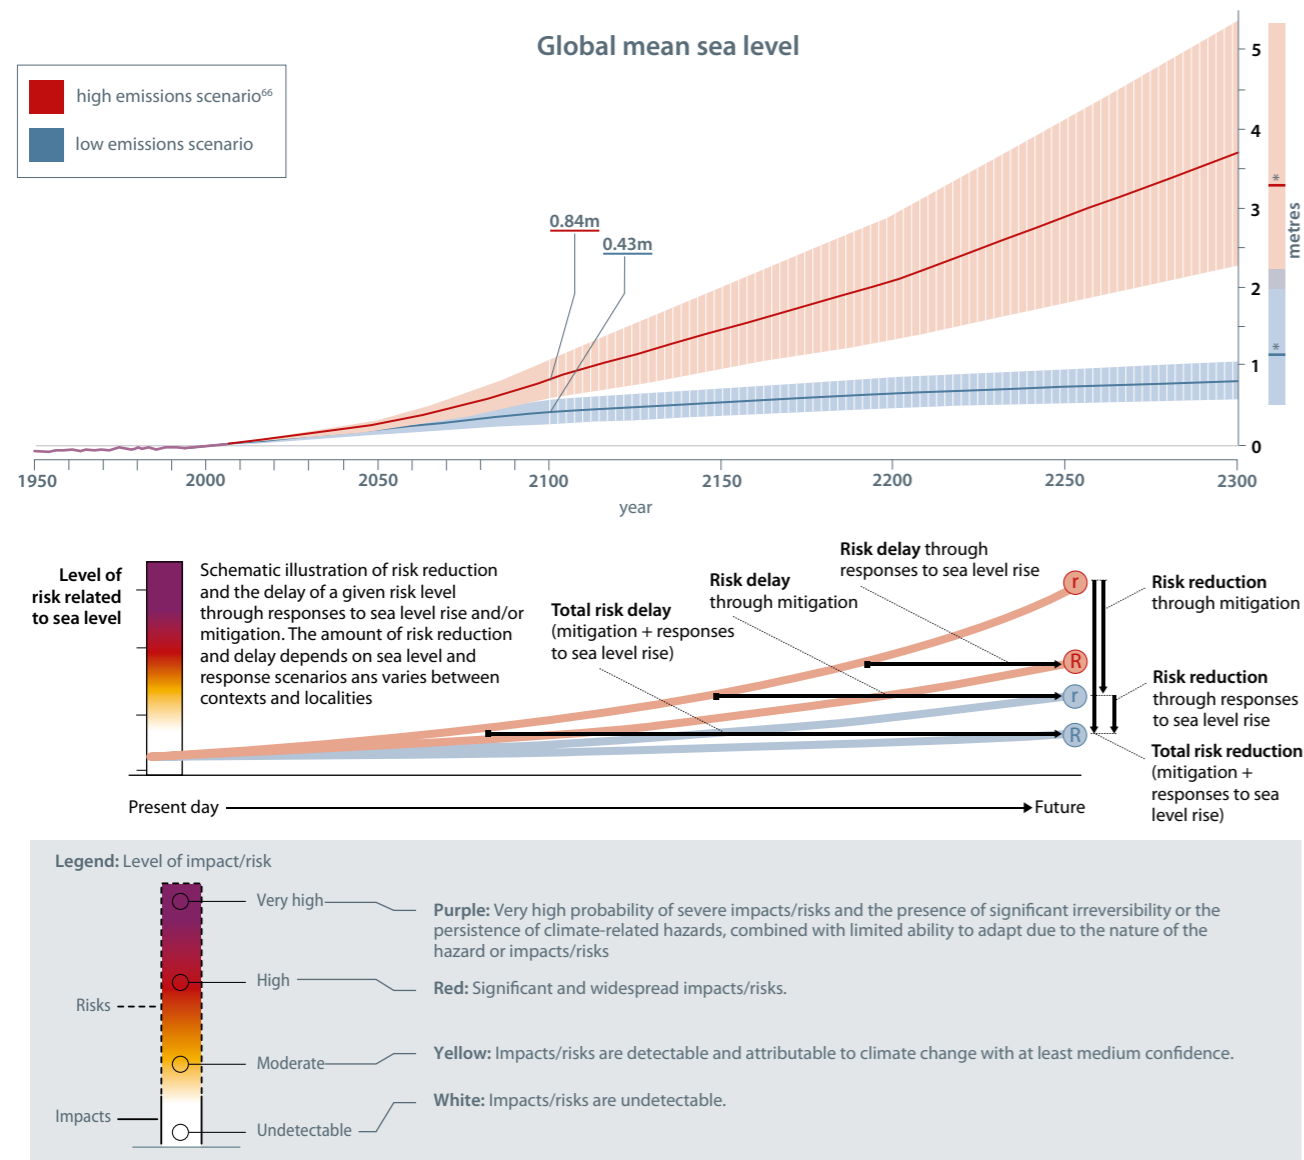 Global mean sea level
high emissions scenario66
low emissions scenario
0.84m
0.43m
5
4
3
2
1
0
metres
*
*
1950
2000
2050
2100
2150
2200
2250
2300
year
Level of
risk related
to sea level
Schematic illustration of risk reduction
and the delay of a given risk level
through responses to sea level rise and/or
mitigation. The amount of risk reduction
and delay depends on sea level and
response scenarios ans varies between
contexts and localities
Total risk delay
(mitigation + responses
to sea level rise)
Risk delay
through mitigation
Risk delay through
responses to sea level rise
r
R
r
R
Risk reduction
through mitigation
Risk reduction
through responses
to sea level rise
Total risk reduction
(mitigation +
responses to sea
level rise)
Present day
Future
Legend: Level of impact/risk
Risks
Impacts
Very high
High
Moderate
Undetectable
Purple: Very high probability of severe impacts/risks and the presence of significant irreversibility or the
persistence of climate-related hazards, combined with limited ability to adapt due to the nature of the
hazard or impacts/risks
Red: Significant and widespread impacts/risks.
Yellow: Impacts/risks are detectable and attributable to climate change with at least medium confidence.
White: Impacts/risks are undetectable.